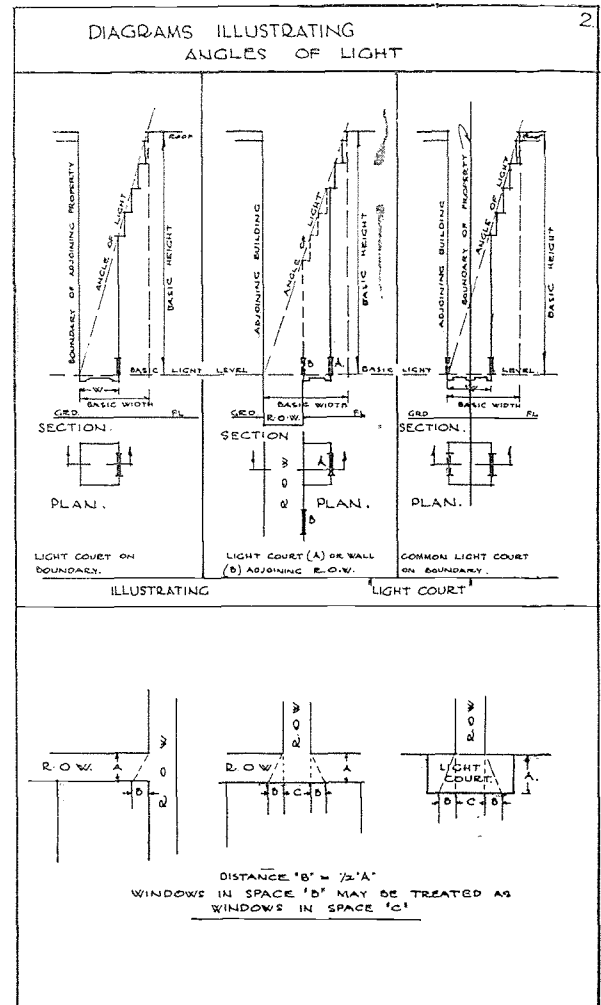 2.
DIAGRAMS ILLUSTRATING
ANGLES OF LIGHT
BOUNDARY OF ADJOINING PROPERTY
ANGLE OF LIGHT
ROOF
BASIC HEIGHT
W
BASIC WIDTH
GRD. FL
SECTION.
PLAN.
LIGHT COURT ON
BOUNDARY.
ADJOINING BUILDING
ANGLE OF LIGHT
BASIC HEIGHT
BASIC LIGHT LEVEL
B A
BASIC WIDTH
GRD. FL
R.O.W.
SECTION
R O W
A
B
PLAN.
LIGHT COURT (A) OR WALL
(B) ADJOINING R.O.W.
ADJOINING BUILDING
BOUNDARY OF PROPERTY
ANGLE OF LIGHT
ROOF
BASIC HEIGHT
BASIC LIGHT LEVEL.
W
BASIC WIDTH
GRD FL
SECTION.
PLAN.
COMMON LIGHT COURT
ON BOUNDARY.
ILLUSTRATING LIGHT COURT
R.O.W. A
B
R O W
R O W
R O W A
B C B
R O W
LIGHT
COURT. A.
B C B
DISTANCE "B" = 1/2 "A"
WINDOWS IN SPACE "B" MAY BE TREATED AS
WINDOWS IN SPACE "C"